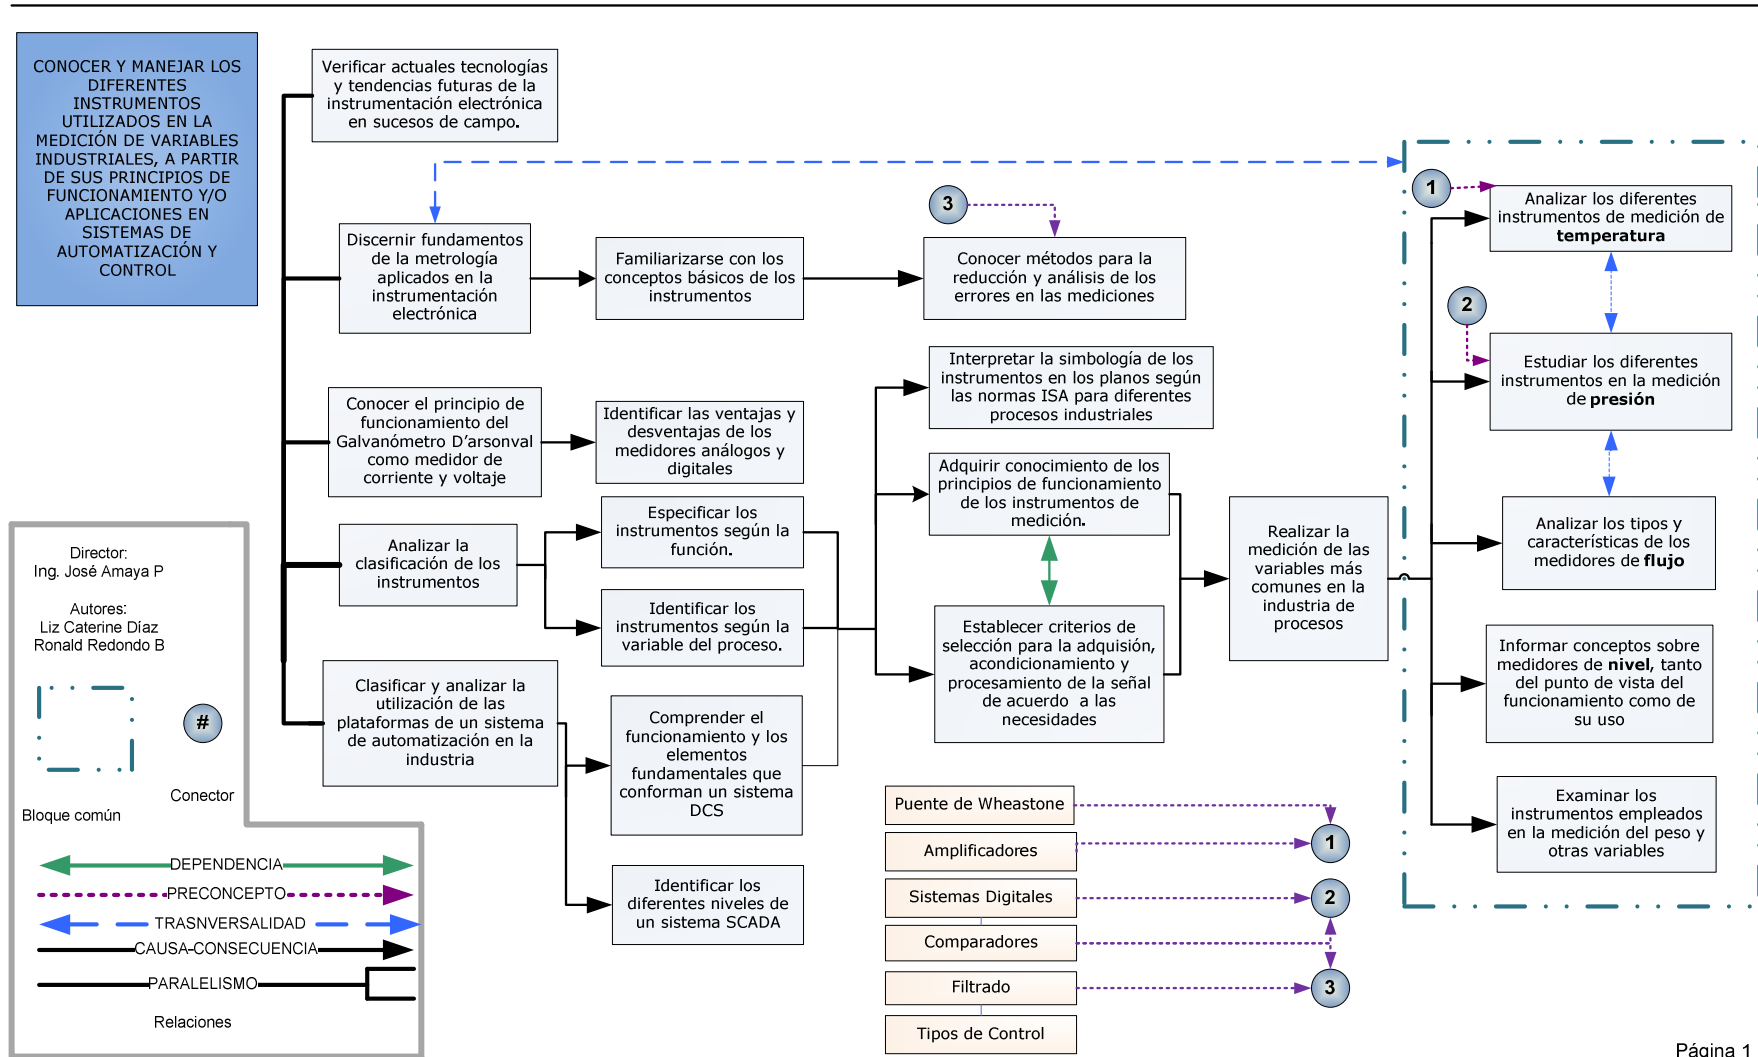 CONOCER Y MANEJAR LOS
DIFERENTES
INSTRUMENTOS
UTILIZADOS EN LA
MEDICIÓN DE VARIABLES
INDUSTRIALES, A PARTIR
DE SUS PRINCIPIOS DE
FUNCIONAMIENTO Y/O
APLICACIONES EN
SISTEMAS DE
AUTOMATIZACIÓN Y
CONTROL
Verificar actuales tecnologías
y tendencias futuras de la
instrumentación electrónica
en sucesos de campo.
Discernir fundamentos
de la metrología
aplicados en la
instrumentación
electrónica
Familiarizarse con los
conceptos básicos de los
instrumentos
3
Conocer métodos para la
reducción y análisis de los
errores en las mediciones
Conocer el principio de
funcionamiento del
Galvanómetro D'arsonval
como medidor de
corriente y voltaje
Identificar las ventajas y
desventajas de los
medidores análogos y
digitales
Analizar la
clasificación de los
instrumentos
Especificar los
instrumentos según la
función.
Identificar los
instrumentos según la
variable del proceso.
Clasificar y analizar la
utilización de las
plataformas de un sistema
de automatización en la
industria
Comprender el
funcionamiento y los
elementos
fundamentales que
conforman un sistema
DCS
Identificar los
diferentes niveles de
un sistema SCADA
Interpretar la simbología de los
instrumentos en los planos según
las normas ISA para diferentes
procesos industriales
Adquirir conocimiento de los
principios de funcionamiento
de los instrumentos de
medición.
Establecer criterios de
selección para la adquisión,
acondicionamiento y
procesamiento de la señal
de acuerdo a las
necesidades
Realizar la
medición de las
variables más
comunes en la
industria de
procesos
1
Analizar los diferentes
instrumentos de medición de
temperatura
2
Estudiar los diferentes
instrumentos en la medición
de presión
Analizar los tipos y
características de los
medidores de flujo
Informar conceptos sobre
medidores de nivel, tanto
del punto de vista del
funcionamiento como de
su uso
Examinar los
instrumentos empleados
en la medición del peso y
otras variables
Puente de Wheastone
Amplificadores
1
Sistemas Digitales
2
Comparadores
Filtrado
3
Tipos de Control
Director:
Ing. José Amaya P
Autores:
Liz Caterine Díaz
Ronald Redondo B
#
Conector
Bloque común
DEPENDENCIA
PRECONCEPTO
TRASNVERSALIDAD
CAUSA-CONSECUENCIA
PARALELISMO
Relaciones
Página 1